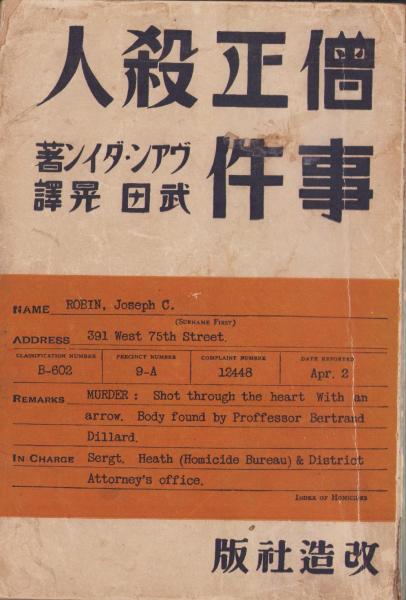 僧正殺人
事件
ヴアン・ダイン著
武田晃譯
NAME ROBIN, Joseph C.
(SURNAME FIRST)
ADDRESS 391 West 75th Street.
CLASSIFICATION NUMBER PRECINCT NUMBER COMPLAINT NUMBER DATE REPORTED
B-602 9-A 12448 Apr. 2
REMARKS MURDER: Shot through the heart With an
arrow. Body found by Proffessor Bertrand
Dillard.
IN CHARGE Sergt. Heath (Homicide Bureau) & District
Attorney's office.
INDEX OF HOMICIDES
改造社版